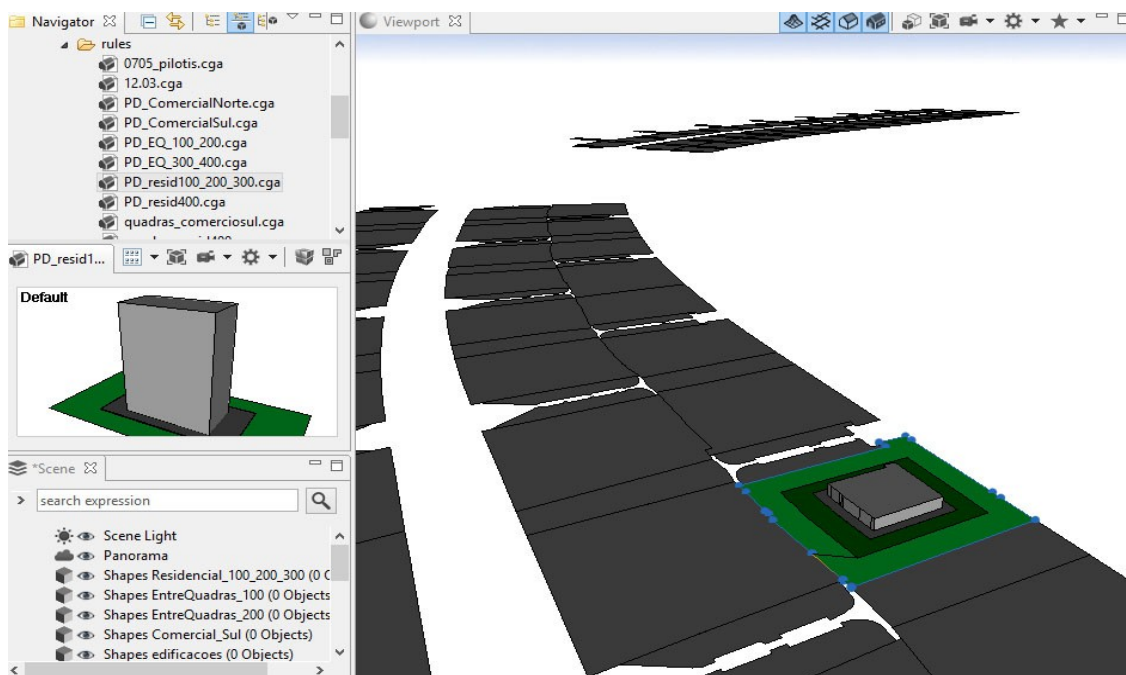 Navigator
Viewport
rules
0705_pilotis.cga
12.03.cga
PD_ComercialNorte.cga
PD_ComercialSul.cga
PD_EQ_100_200.cga
PD_EQ_300_400.cga
PD_resid100_200_300.cga
PD_resid400.cga
quadras_comerciosul.cga
PD_resid1...
Default
*Scene
search expression
Scene Light
Panorama
Shapes Residencial_100_200_300 (0 O
Shapes EntreQuadras_100 (0 Objects
Shapes EntreQuadras_200 (0 Objects
Shapes Comercial_Sul (0 Objects)
Shapes edificacoes (0 Objects)